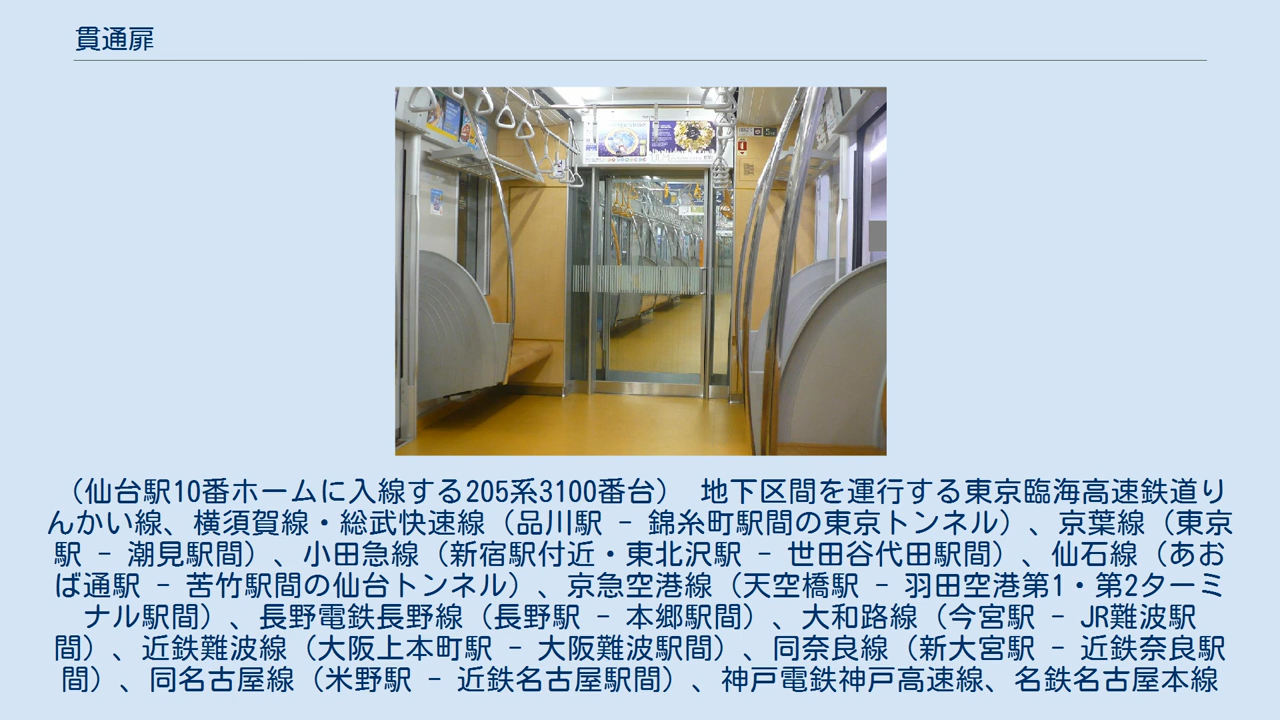 貫通扉
（仙台駅10番ホームに入線する205系3100番台） 地下区間を運行する東京臨海高速鉄道り
んかい線、横須賀線・総武快速線（品川駅 - 錦糸町駅間の東京トンネル）、京葉線（東京
駅 - 潮見駅間）、小田急線（新宿駅付近・東北沢駅 - 世田谷代田駅間）、仙石線（あお
ば通駅 - 苦竹駅間の仙台トンネル）、京急空港線（天空橋駅 - 羽田空港第1・第2ターミ
ナル駅間）、長野電鉄長野線（長野駅 - 本郷駅間）、大和路線（今宮駅 - JR難波駅
間）、近鉄難波線（大阪上本町駅 - 大阪難波駅間）、同奈良線（新大宮駅 - 近鉄奈良駅
間）、同名古屋線（米野駅 - 近鉄名古屋駅間）、神戸電鉄神戸高速線、名鉄名古屋本線